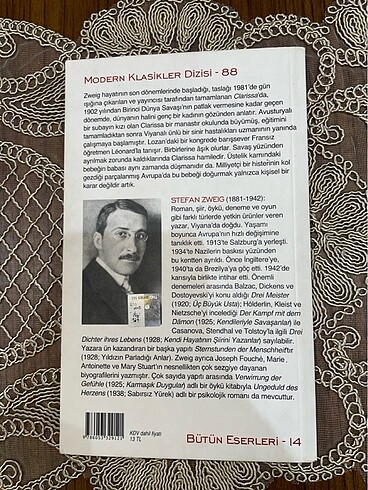 MODERN KLASİKLER DİZİSİ - 88
Zweig hayatının son dönemlerinde başladığı, taslağı 1981'de gün
ışığına çıkarılan ve yayıncısı tarafından tamamlanan Clarissa'da,
1902 yılından Birinci Dünya Savaşı'nın patlak vermesine kadar geçen
dönemde, dünyanın halini genç bir kadının gözünden anlatır. Avusturyalı
bir subayın kızı olan Clarissa bir manastır okulunda büyümüş, eğitimini
tamamladıktan sonra Viyanalı ünlü bir sinir hastalıkları uzmanının yanında
çalışmaya başlamıştır. Lozan'daki bir kongrede barışsever Fransız
öğretmen Léonard'la tanışır. Birbirlerine âşık olurlar. Savaş yüzünden
ayrılmak zorunda kaldıklarında Clarissa hamiledir. Üstelik karnındaki
bebeğin babası aynı zamanda düşmanıdır da. Milliyetçi bir histerinin kol
gezdiği parçalanmış Avrupa'da bu bebeği doğurmak yalnızca kişisel bir
karar değildir artık.
STEFAN ZWEIG (1881-1942):
Roman, şiir, öykü, deneme ve oyun
gibi farklı türlerde yetkin ürünler veren
yazar, Viyana'da doğdu. Yaşamı
boyunca Avrupa'nın hızlı değişimine
tanıklık etti. 1913'te Salzburg'a yerleşti.
1934'te Nazilerin baskısı yüzünden
bu kentten ayrıldı. Önce İngiltere'ye,
1940'ta da Brezilya'ya göç etti. 1942'de
karısıyla birlikte intihar etti. Önemli
denemeleri arasında Balzac, Dickens ve
Dostoyevski'yi konu aldığı Drei Meister
(1920; Üç Büyük Usta); Hölderlin, Kleist ve
Nietzsche'yi incelediği Der Kampf mit dem
Dämon (1925; Kendileriyle Savaşanlar) ile
Casanova, Stendhal ve Tolstoy'la ilgili Drei
Dichter ihres Lebens (1928; Kendi Hayatının Şiirini Yazanlar) sayılabilir.
Yazara ün kazandıran bir başka yapıtı Sternstunden der Menschheit'tır
(1928; Yıldızın Parladığı Anlar). Zweig ayrıca Joseph Fouché, Marie
Antoinette ve Mary Stuart'ın nesnellikten çok sezgiye dayanan
biyografilerini yazmıştır. Çok sayıda yapıtı arasında Verwirrung der
Gefühle (1925; Karmaşık Duygular) adlı bir öykü kitabıyla Ungeduld des
Herzens (1938; Sabırsız Yürek) adlı bir psikolojik romanı da mevcuttur.
KDV dahil fiyatı
13 TL
9 786053 329121
BÜTÜN ESERLERİ - 14